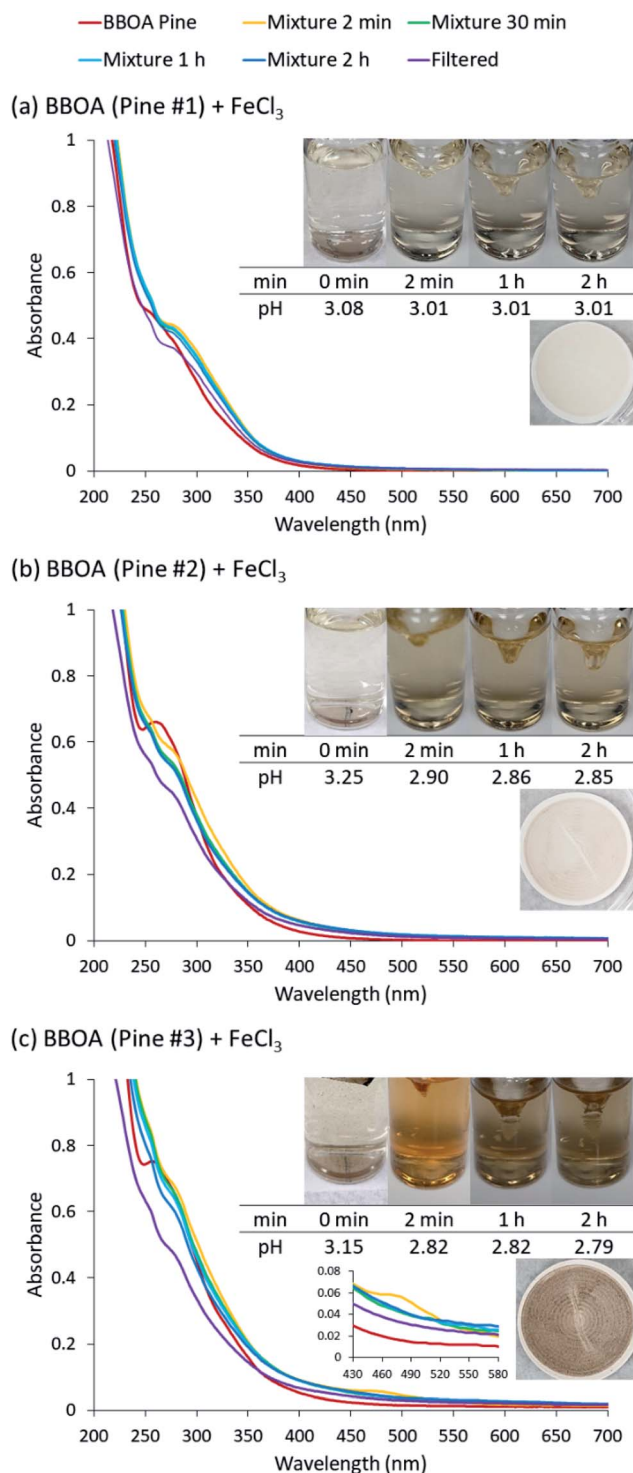 BBOA Pine Mixture 2 min Mixture 30 min
Mixture 1 h Mixture 2 h Filtered
(a) BBOA (Pine #1) + FeCl₃
1
0.8
0.6
0.4
0.2
0
Absorbance
min 0 min 2 min 1 h 2 h
pH 3.08 3.01 3.01 3.01
200 250 300 350 400 450 500 550 600 650 700
Wavelength (nm)
(b) BBOA (Pine #2) + FeCl₃
1
0.8
0.6
0.4
0.2
0
Absorbance
min 0 min 2 min 1 h 2 h
pH 3.25 2.90 2.86 2.85
200 250 300 350 400 450 500 550 600 650 700
Wavelength (nm)
(c) BBOA (Pine #3) + FeCl₃
1
0.8
0.6
0.4
0.2
0
Absorbance
min 0 min 2 min 1 h 2 h
pH 3.15 2.82 2.82 2.79
0.08
0.06
0.04
0.02
0
430 460 490 520 550 580
200 250 300 350 400 450 500 550 600 650 700
Wavelength (nm)